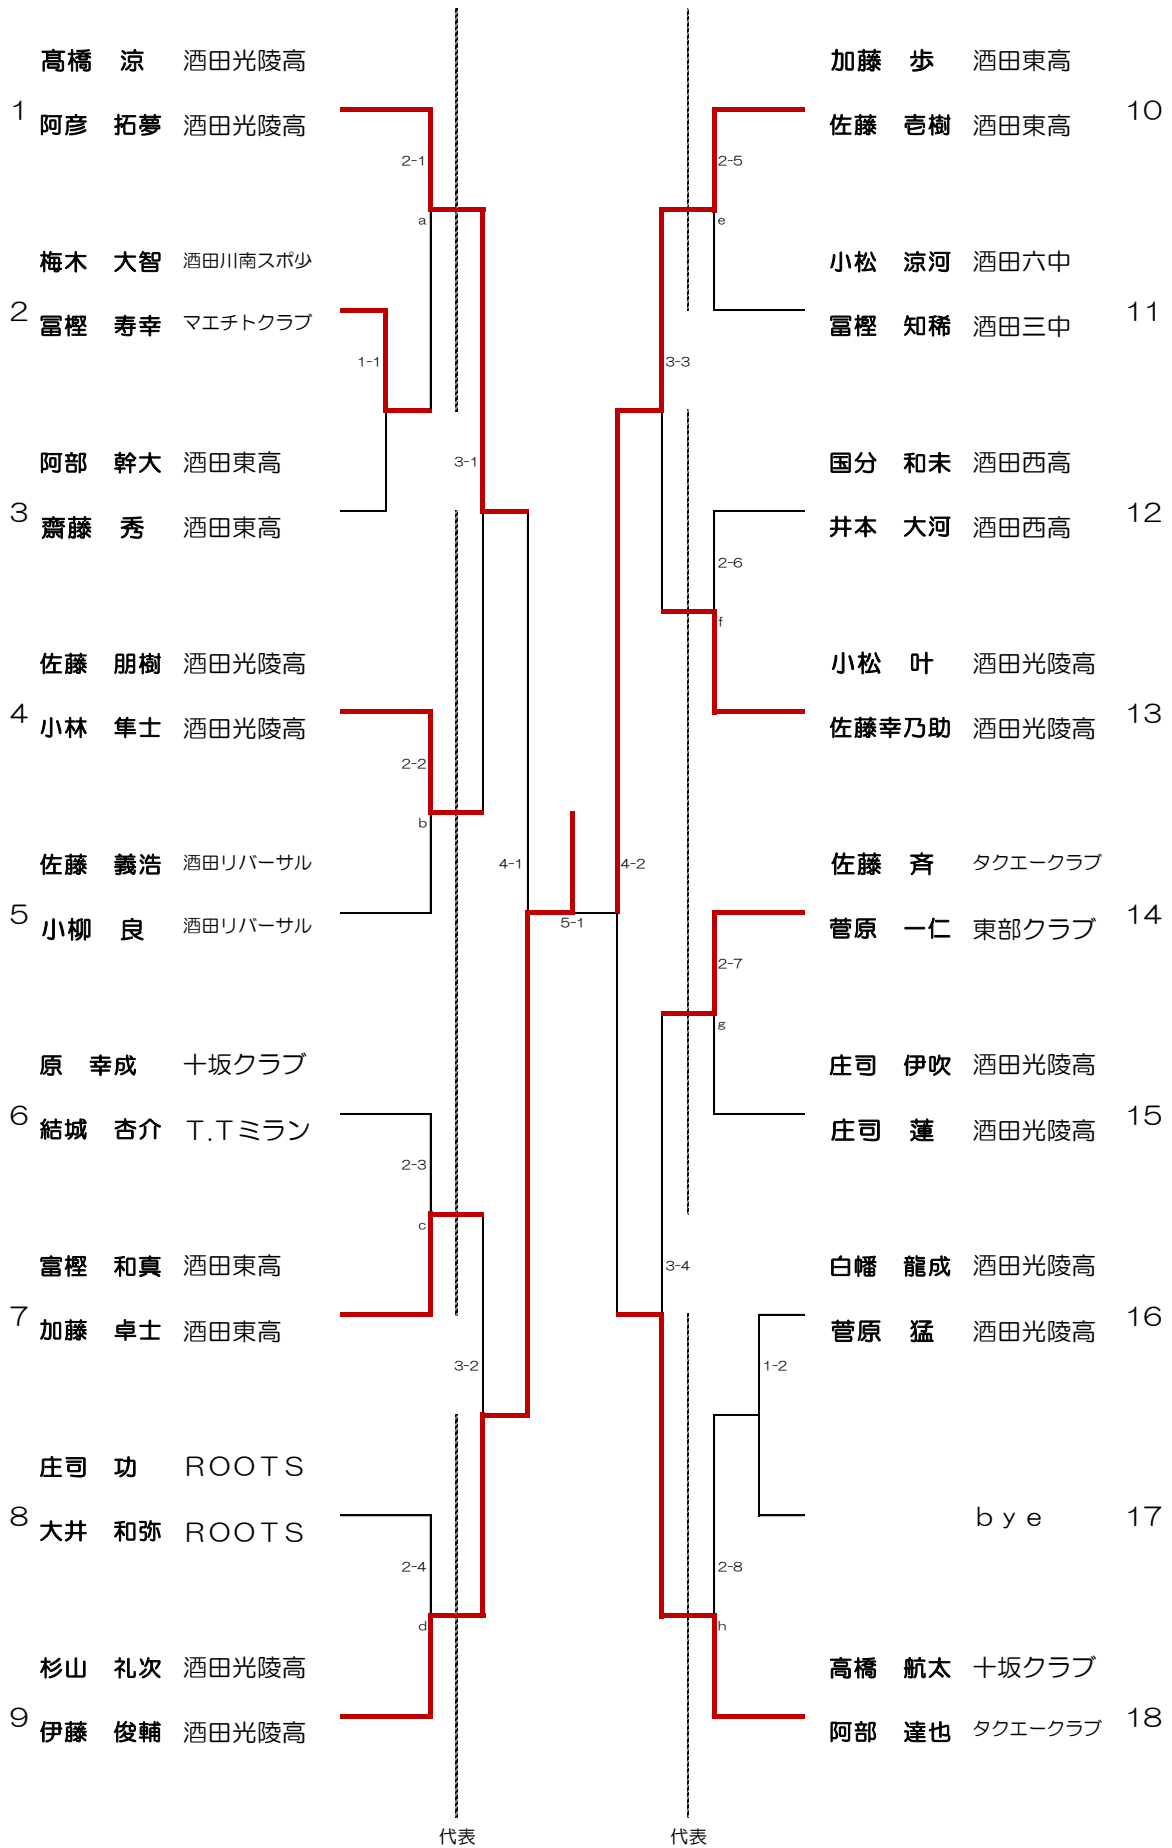 髙橋　涼　酒田光陵高
1
阿彦　拓夢　酒田光陵高
2-1
a
梅木　大智　酒田川南スポ少
2
冨樫　寿幸　マエチトクラブ
1-1
阿部　幹大　酒田東高
3-1
3
齋藤　秀　酒田東高
佐藤　朋樹　酒田光陵高
4
小林　隼士　酒田光陵高
2-2
b
佐藤　義浩　酒田リバーサル
4-1
5
小柳　良　酒田リバーサル
5-1
原　幸成　十坂クラブ
6
結城　杏介　T.Tミラン
2-3
c
富樫　和真　酒田東高
7
加藤　卓士　酒田東高
3-2
庄司　功　ROOTS
8
大井　和弥　ROOTS
2-4
d
杉山　礼次　酒田光陵高
9
伊藤　俊輔　酒田光陵高
代表
加藤　歩　酒田東高
10
佐藤　壱樹　酒田東高
2-5
e
小松　涼河　酒田六中
11
冨樫　知稀　酒田三中
3-3
国分　和未　酒田西高
12
井本　大河　酒田西高
2-6
f
小松　叶　酒田光陵高
13
佐藤幸乃助　酒田光陵高
佐藤　斉　タクエークラブ
4-2
14
菅原　一仁　東部クラブ
2-7
g
庄司　伊吹　酒田光陵高
15
庄司　蓮　酒田光陵高
3-4
白幡　龍成　酒田光陵高
16
菅原　猛　酒田光陵高
1-2
bye
17
2-8
h
高橋　航太　十坂クラブ
18
阿部　達也　タクエークラブ
代表